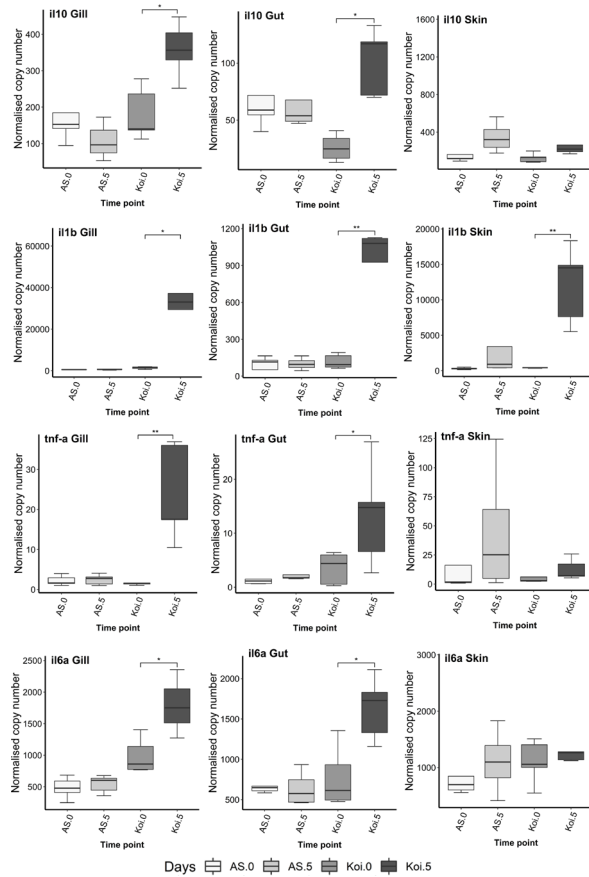 il10 Gill
Normalised copy number
400
300
200
100
*
AS.0
AS.5
Koi.0
Koi.5
Time point
il10 Gut
Normalised copy number
100
50
*
AS.0
AS.5
Koi.0
Koi.5
Time point
il10 Skin
Normalised copy number
1600
1200
800
400
AS.0
AS.5
Koi.0
Koi.5
Time point
il1b Gill
Normalised copy number
60000
40000
20000
0
*
AS.0
AS.5
Koi.0
Koi.5
Time point
il1b Gut
Normalised copy number
1200
900
600
300
0
**
AS.0
AS.5
Koi.0
Koi.5
Time point
il1b Skin
Normalised copy number
20000
15000
10000
5000
0
**
AS.0
AS.5
Koi.0
Koi.5
Time point
tnf-a Gill
Normalised copy number
30
20
10
0
**
AS.0
AS.5
Koi.0
Koi.5
Time point
tnf-a Gut
Normalised copy number
20
10
0
*
AS.0
AS.5
Koi.0
Koi.5
Time point
tnf-a Skin
Normalised copy number
125
100
75
50
25
0
AS.0
AS.5
Koi.0
Koi.5
Time point
il6a Gill
Normalised copy number
2500
2000
1500
1000
500
*
AS.0
AS.5
Koi.0
Koi.5
Time point
il6a Gut
Normalised copy number
2000
1500
1000
500
*
AS.0
AS.5
Koi.0
Koi.5
Time point
il6a Skin
Normalised copy number
3000
2000
1000
AS.0
AS.5
Koi.0
Koi.5
Time point
Days AS.0 AS.5 Koi.0 Koi.5